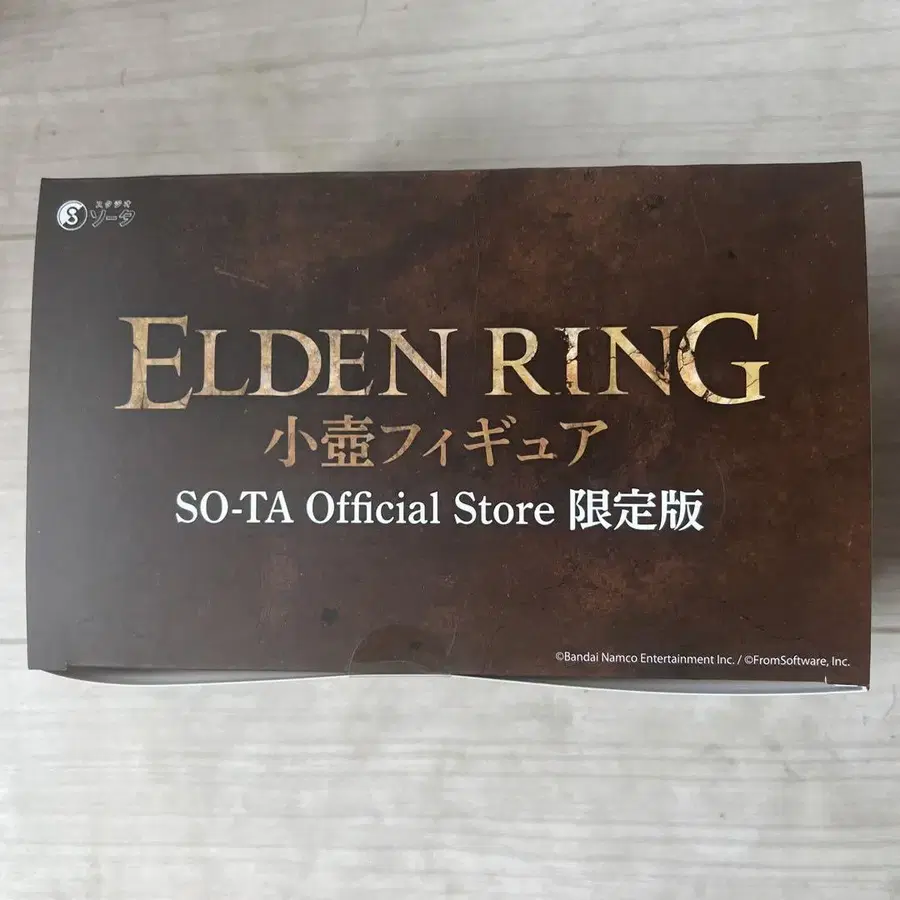 スタジオ
ソータ
ELDEN RING
小壺フィギュア
SO-TA Official Store 限定版
©Bandai Namco Entertainment Inc. / ©FromSoftware, Inc.